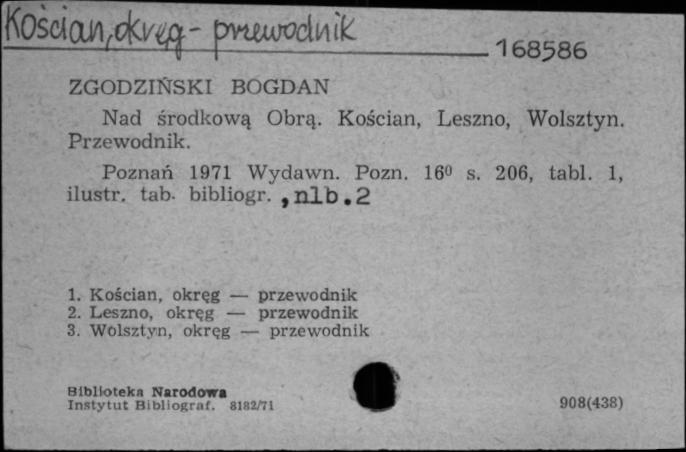 Kościan, okręg - przewodnik
168586
ZGODZIŃSKI BOGDAN
Nad środkową Obrą. Kościan, Leszno, Wolsztyn.
Przewodnik.
Poznań 1971 Wydawn. Pozn. 16⁰ s. 206, tabl. 1,
ilustr. tab. bibliogr. , nlb. 2
1. Kościan, okręg — przewodnik
2. Leszno, okręg — przewodnik
3. Wolsztyn, okręg — przewodnik
Biblioteka Narodowa
Instytut Bibliograf. 8182/71
908(438)